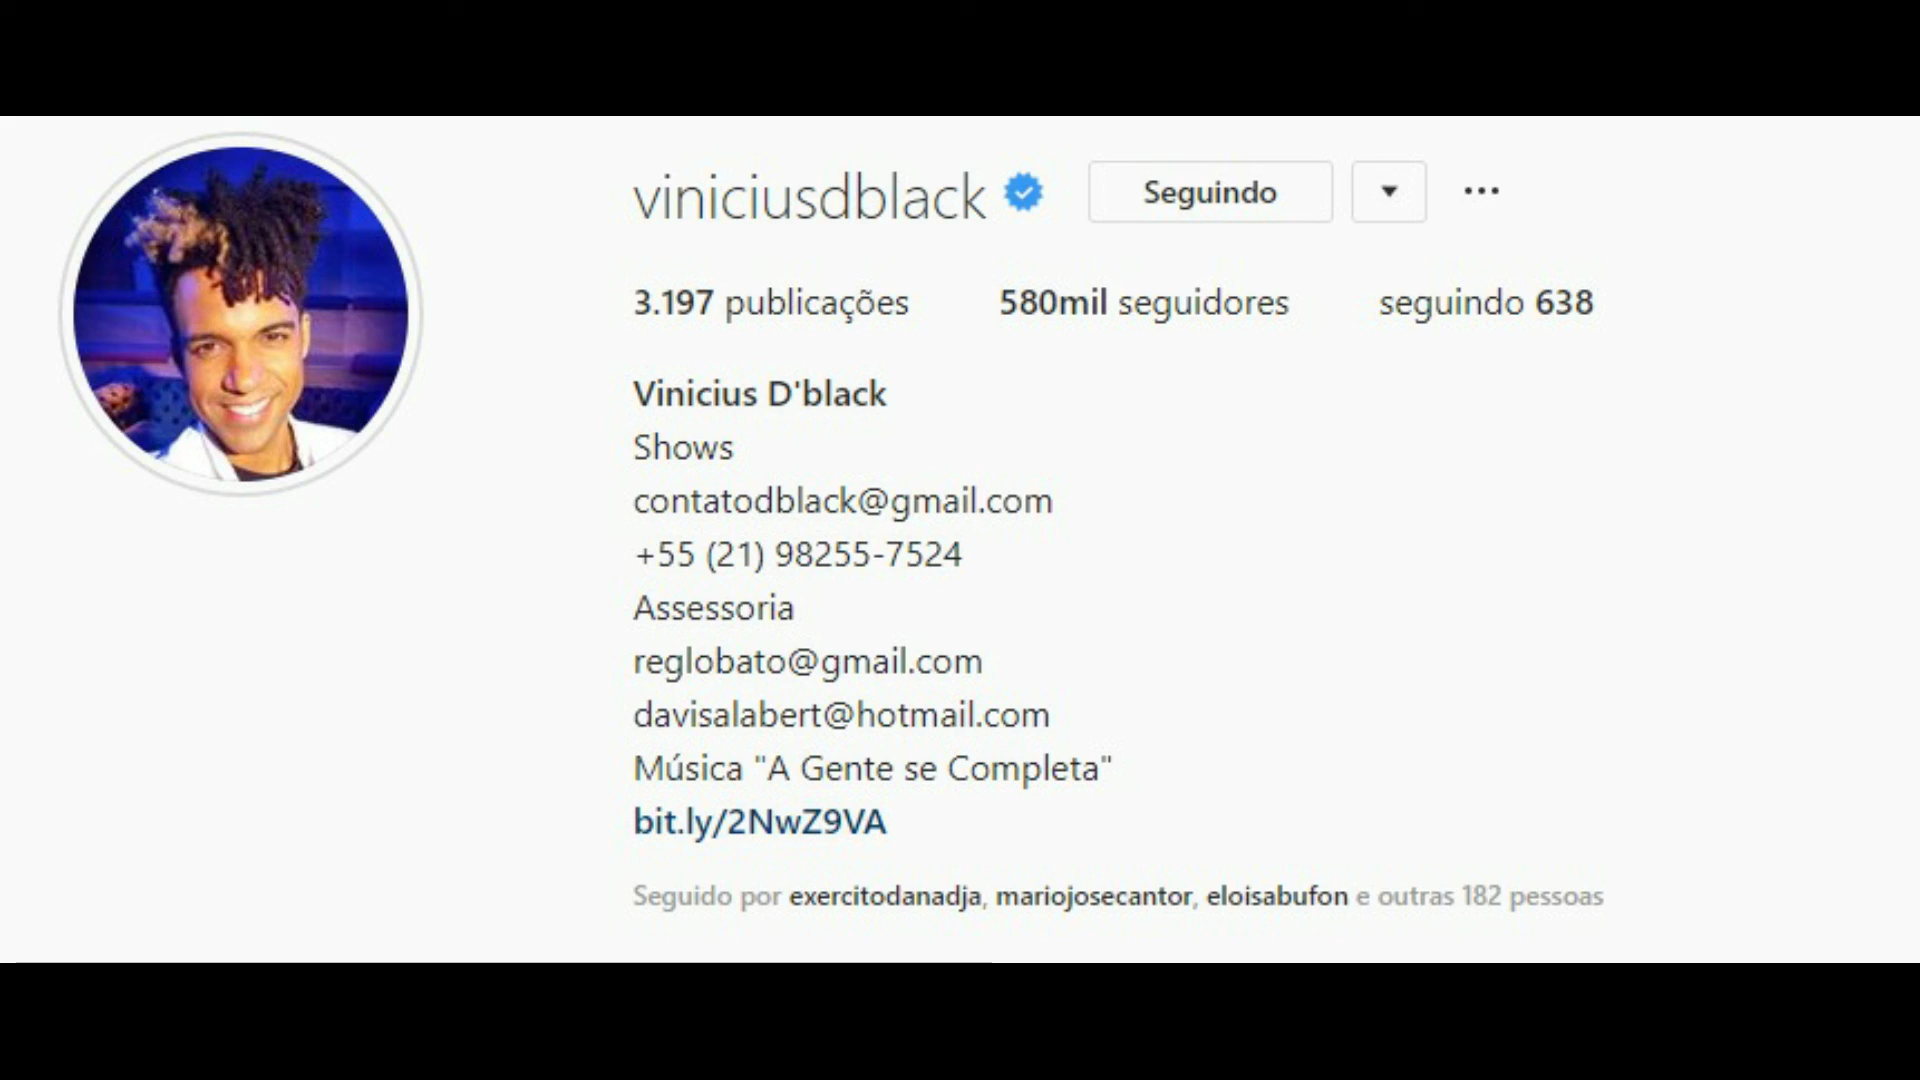 viniciusdblack Seguindo
3.197 publicações 580mil seguidores seguindo 638
Vinicius D'black
Shows
contatodblack@gmail.com
+55 (21) 98255-7524
Assessoria
reglobato@gmail.com
davisalabert@hotmail.com
Música "A Gente se Completa"
bit.ly/2NwZ9VA
Seguido por exercitodanadja, mariojosecantor, eloisabufon e outras 182 pessoas